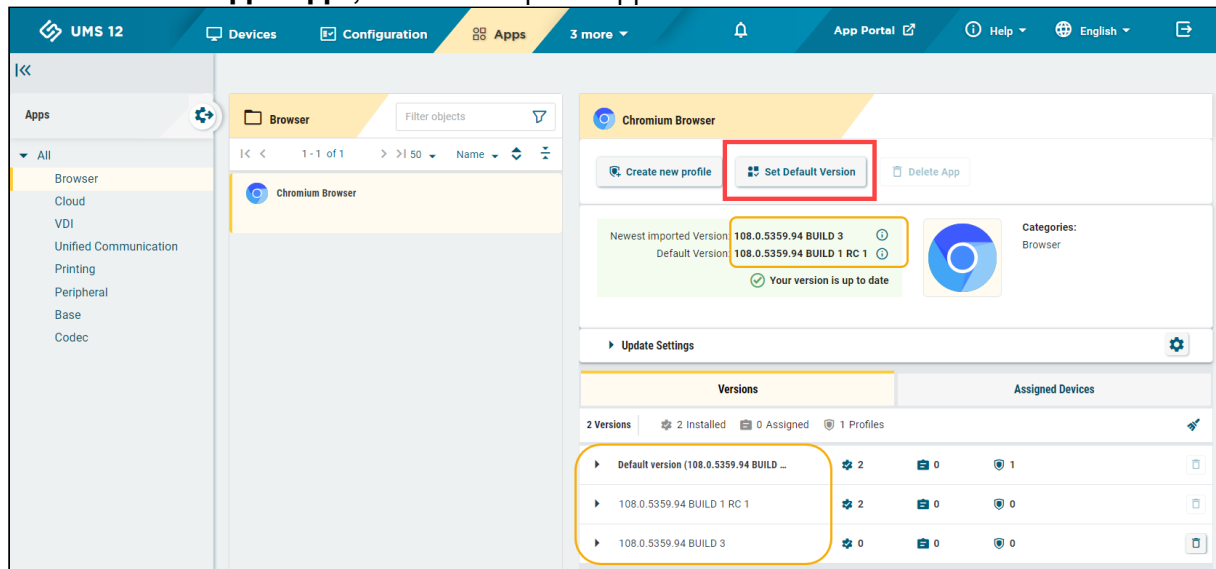 UMS 12 Devices Configuration Apps 3 more App Portal Help English
Apps
All
Browser
Cloud
VDI
Unified Communication
Printing
Peripheral
Base
Codec
Browser Filter objects
1 - 1 of 1 50 Name
Chromium Browser
Chromium Browser
Create new profile Set Default Version Delete App
Newest imported Version: 108.0.5359.94 BUILD 3
Default Version: 108.0.5359.94 BUILD 1 RC 1
Your version is up to date
Categories:
Browser
Update Settings
Versions Assigned Devices
2 Versions 2 Installed 0 Assigned 1 Profiles
Default version (108.0.5359.94 BUILD ... 2 0 1
108.0.5359.94 BUILD 1 RC 1 2 0 0
108.0.5359.94 BUILD 3 0 0 0